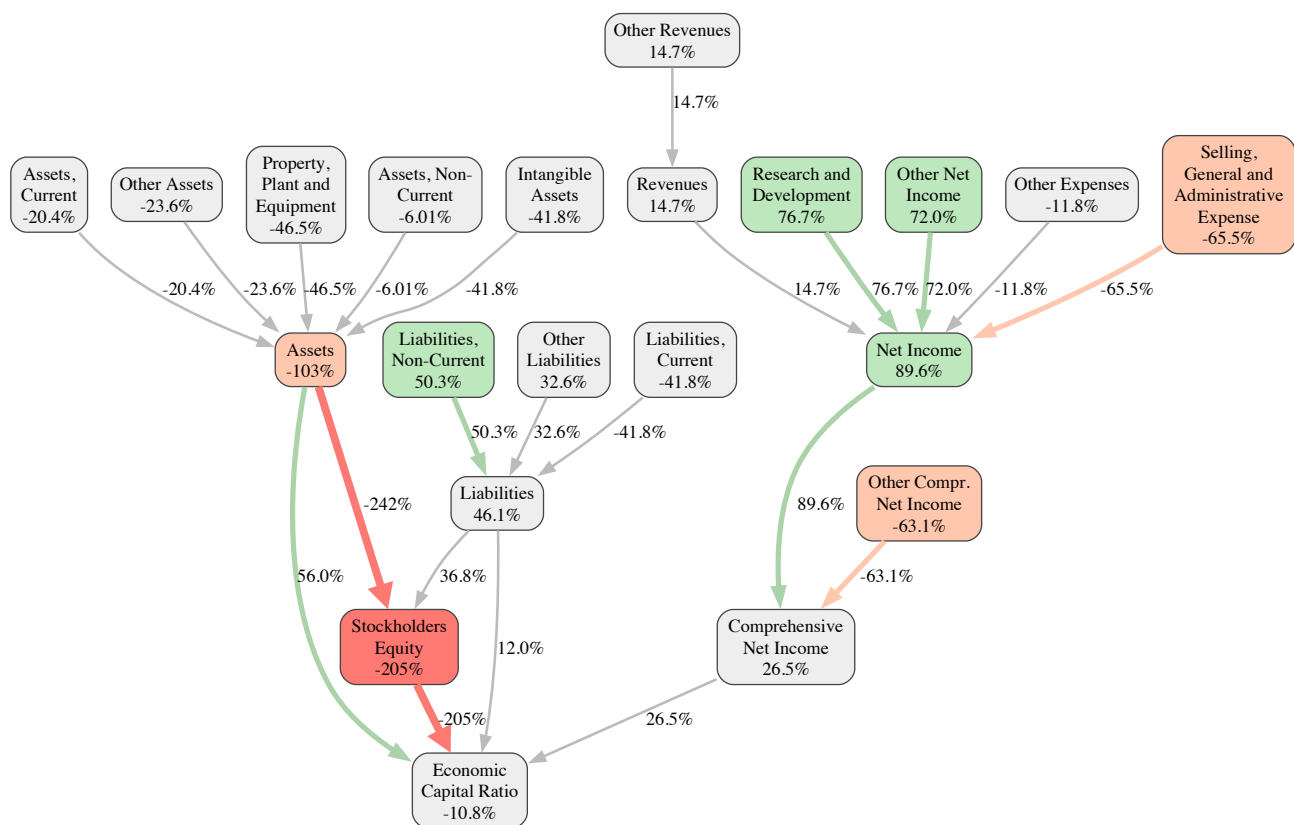 Other Revenues
14.7%
14.7%
Assets,
Current
-20.4%
Other Assets
-23.6%
Property,
Plant and
Equipment
-46.5%
Assets, Non-
Current
-6.01%
Intangible
Assets
-41.8%
Revenues
14.7%
Research and
Development
76.7%
Other Net
Income
72.0%
Other Expenses
-11.8%
Selling,
General and
Administrative
Expense
-65.5%
-20.4%
-23.6%
-46.5%
-6.01%
-41.8%
14.7%
76.7%
72.0%
-11.8%
-65.5%
Assets
-103%
Liabilities,
Non-Current
50.3%
Other
Liabilities
32.6%
Liabilities,
Current
-41.8%
Net Income
89.6%
50.3%
32.6%
-41.8%
-242%
Liabilities
46.1%
89.6%
Other Compr.
Net Income
-63.1%
56.0%
36.8%
-63.1%
Stockholders
Equity
-205%
12.0%
Comprehensive
Net Income
26.5%
-205%
26.5%
Economic
Capital Ratio
-10.8%